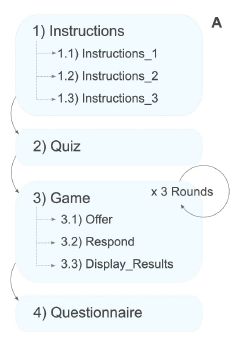 A
1) Instructions
1.1) Instructions_1
1.2) Instructions_2
1.3) Instructions_3
2) Quiz
3) Game
x 3 Rounds
3.1) Offer
3.2) Respond
3.3) Display_Results
4) Questionnaire